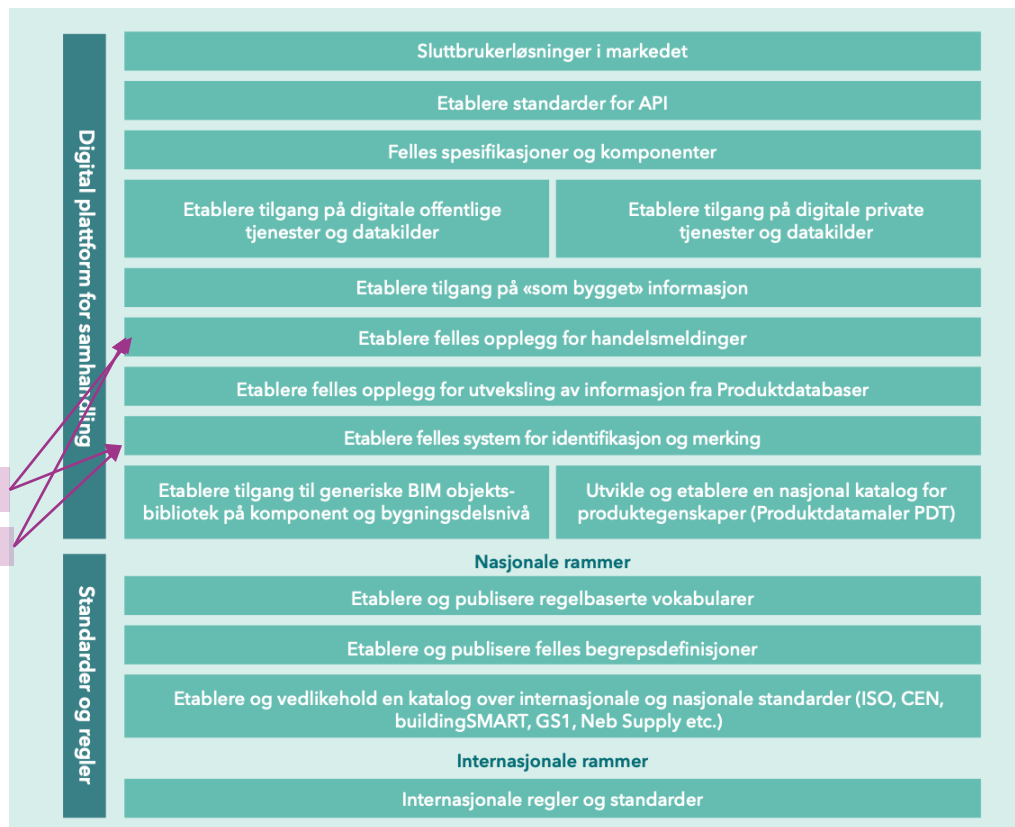 Digital plattform for samhandling
Sluttbrukerløsninger i markedet
Etablere standarder for API
Felles spesifikasjoner og komponenter
Etablere tilgang på digitale offentlige
tjenester og datakilder
Etablere tilgang på digitale private
tjenester og datakilder
Etablere tilgang på «som bygget» informasjon
Etablere felles opplegg for handelsmeldinger
Etablere felles opplegg for utveksling av informasjon fra Produktdatabaser
Etablere felles system for identifikasjon og merking
Etablere tilgang til generiske BIM objekts-
bibliotek på komponent og bygningsdelsnivå
Utvikle og etablere en nasjonal katalog for
produktegenskaper (Produktdatamaler PDT)
Standarder og regler
Nasjonale rammer
Etablere og publisere regelbaserte vokabularer
Etablere og publisere felles begrepsdefinisjoner
Etablere og vedlikehold en katalog over internasjonale og nasjonale standarder (ISO, CEN,
buildingSMART, GS1, Neb Supply etc.)
Internasjonale rammer
Internasjonale regler og standarder